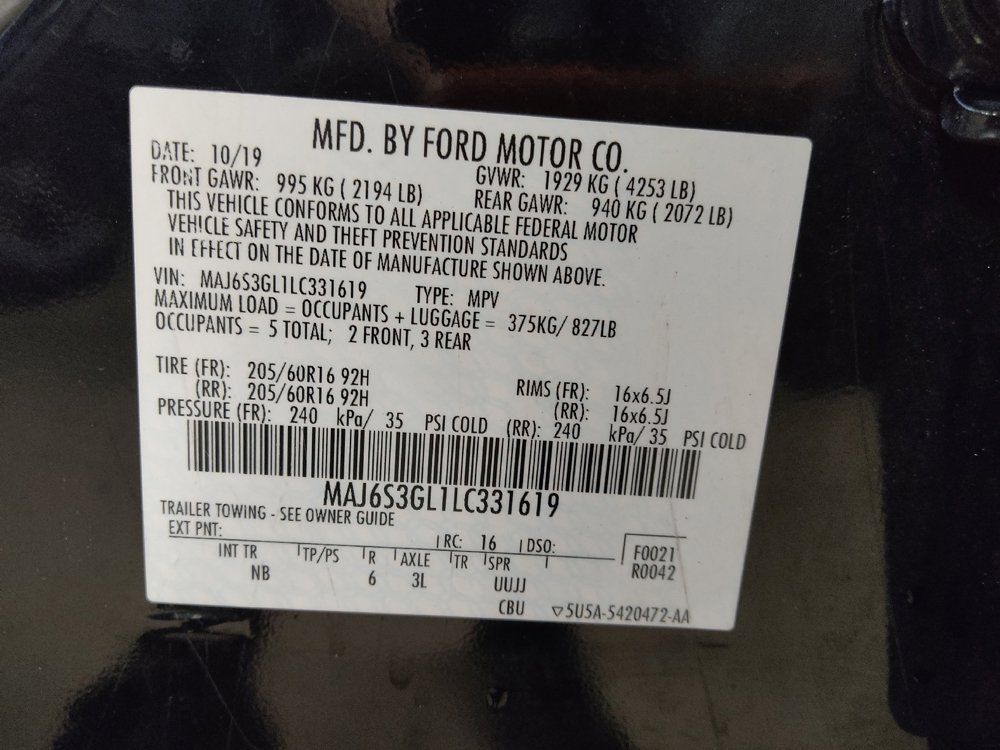 MFD. BY FORD MOTOR CO.
DATE: 10/19 GVWR: 1929 KG ( 4253 LB)
FRONT GAWR: 995 KG ( 2194 LB) REAR GAWR: 940 KG ( 2072 LB)
THIS VEHICLE CONFORMS TO ALL APPLICABLE FEDERAL MOTOR
VEHICLE SAFETY AND THEFT PREVENTION STANDARDS
IN EFFECT ON THE DATE OF MANUFACTURE SHOWN ABOVE.
VIN: MAJ6S3GL1LC331619 TYPE: MPV
MAXIMUM LOAD = OCCUPANTS + LUGGAGE = 375KG/ 827LB
OCCUPANTS = 5 TOTAL; 2 FRONT, 3 REAR
TIRE (FR): 205/60R16 92H RIMS (FR): 16x6.5J
(RR): 205/60R16 92H (RR): 16x6.5J
PRESSURE (FR): 240 kPa/ 35 PSI COLD (RR): 240 kPa/ 35 PSI COLD
MAJ6S3GL1LC331619
TRAILER TOWING - SEE OWNER GUIDE
EXT PNT: RC: 16 DSO: F0021
INT TR TP/PS R AXLE TR SPR R0042
NB 6 3L UUJJ
CBU ▽5U5A-5420472-AA